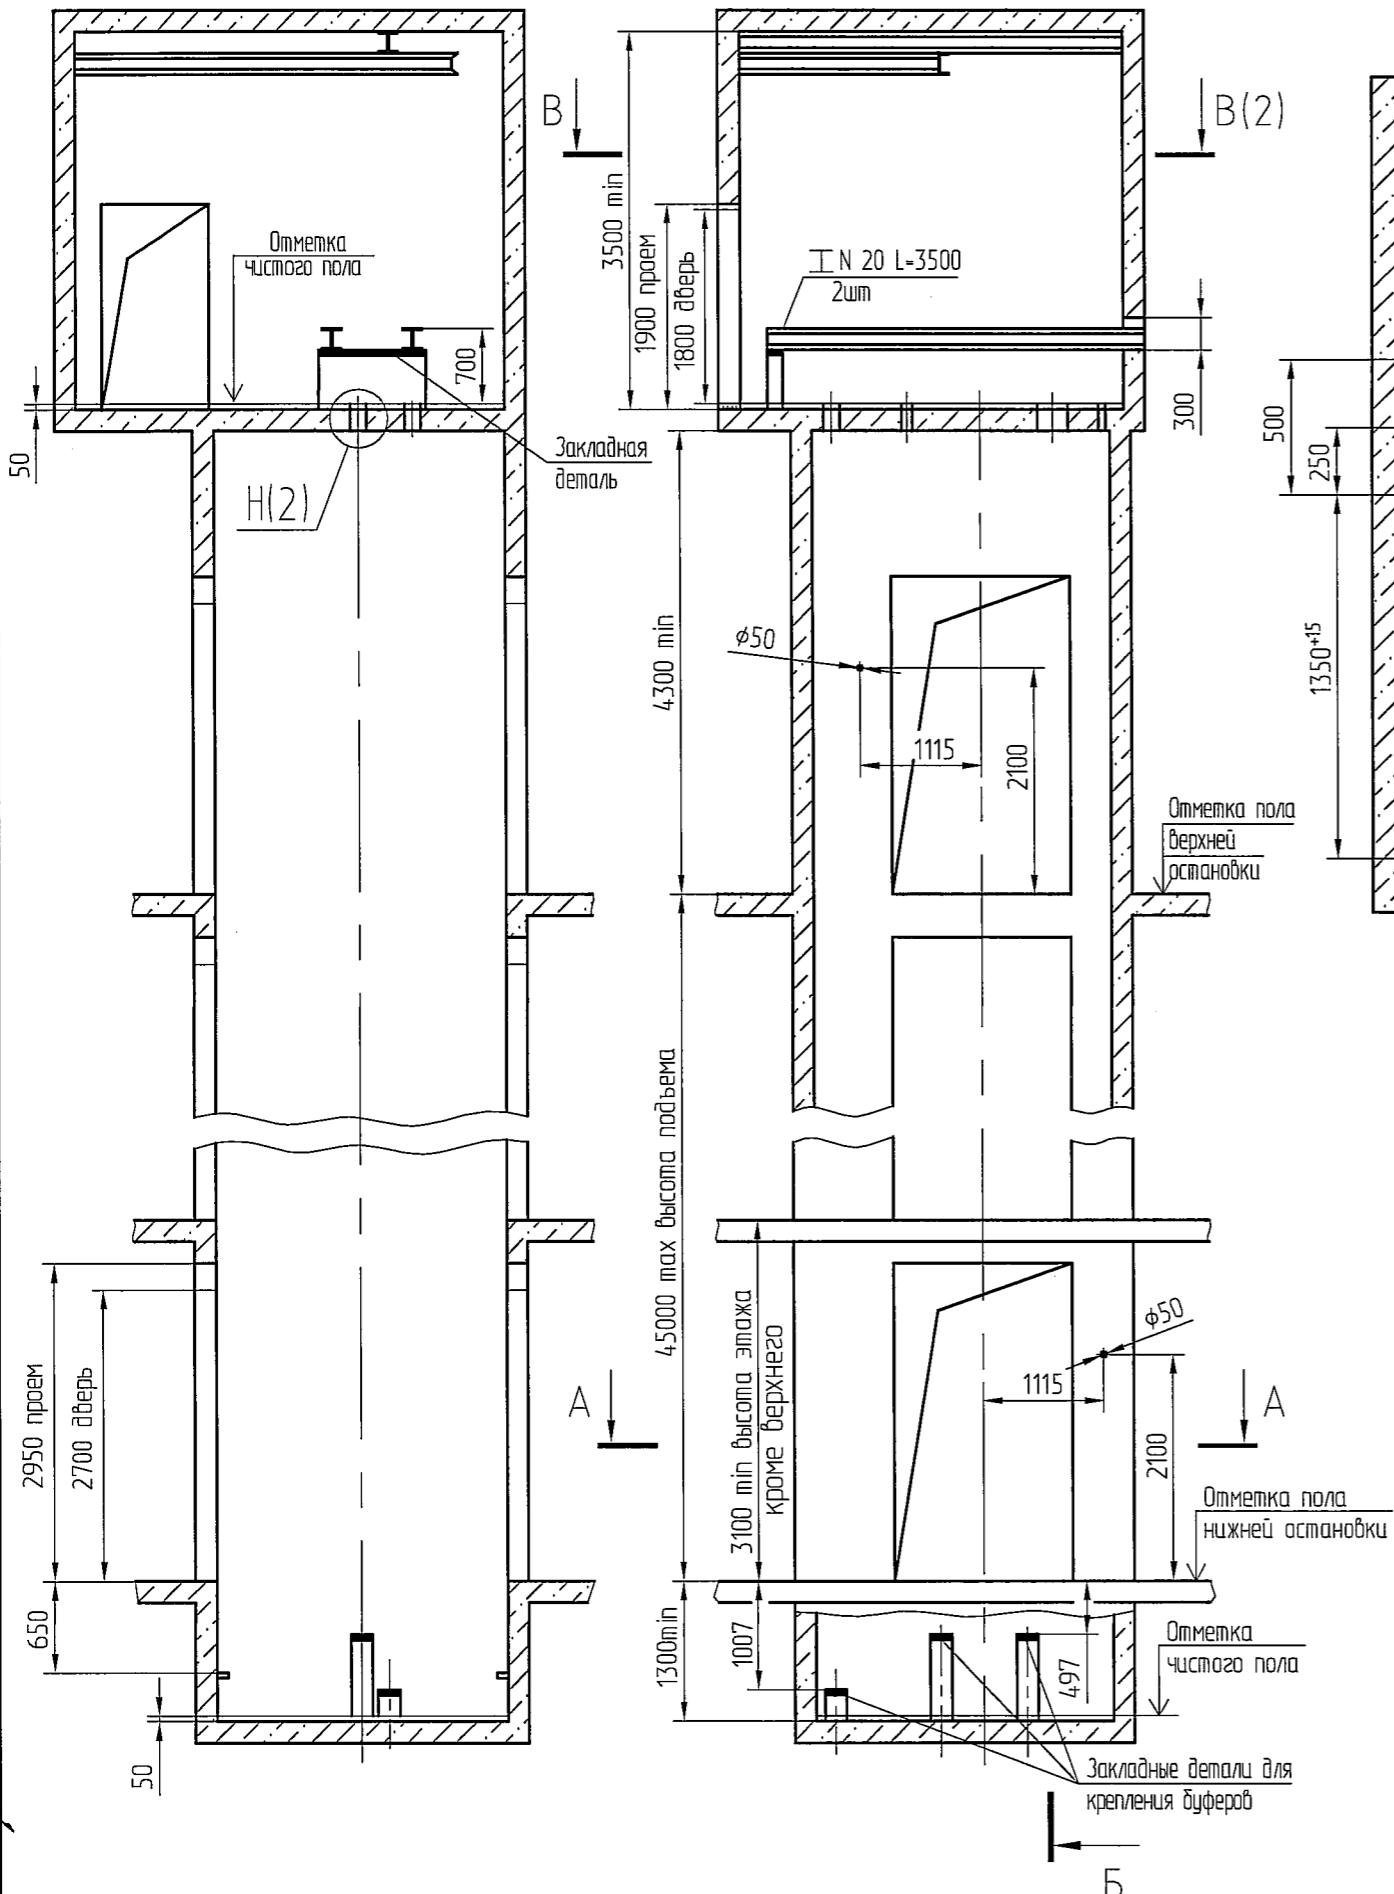 В
В(2)
Отметка
чистого пола
3500 min
1900 проем
1800 дверь
N 20 L=3500
2шт
700
300
500
250
50
Закладная
деталь
Н(2)
4300 min
ϕ50
1115
2100
1350+15
Отметка пола
верхней
остановки
45000 max высота подъема
2950 проем
2700 дверь
3100 min высота этажа
кроме верхнего
ϕ50
1115
2100
А
А
Отметка пола
нижней остановки
650
1300min
1007
497
Отметка
чистого пола
50
Закладные детали для
крепления буферов
Б